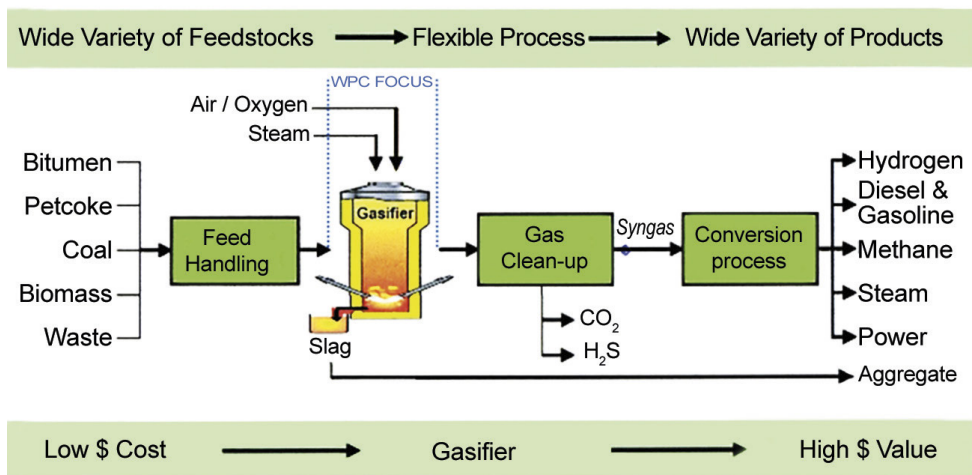 Wide Variety of Feedstocks
Flexible Process
Wide Variety of Products
WPC FOCUS
Air / Oxygen
Steam
Bitumen
Petcoke
Coal
Biomass
Waste
Feed
Handling
Gasifier
Slag
Gas
Clean-up
CO₂
H₂S
Syngas
Conversion
process
Hydrogen
Diesel &
Gasoline
Methane
Steam
Power
Aggregate
Low $ Cost
Gasifier
High $ Value